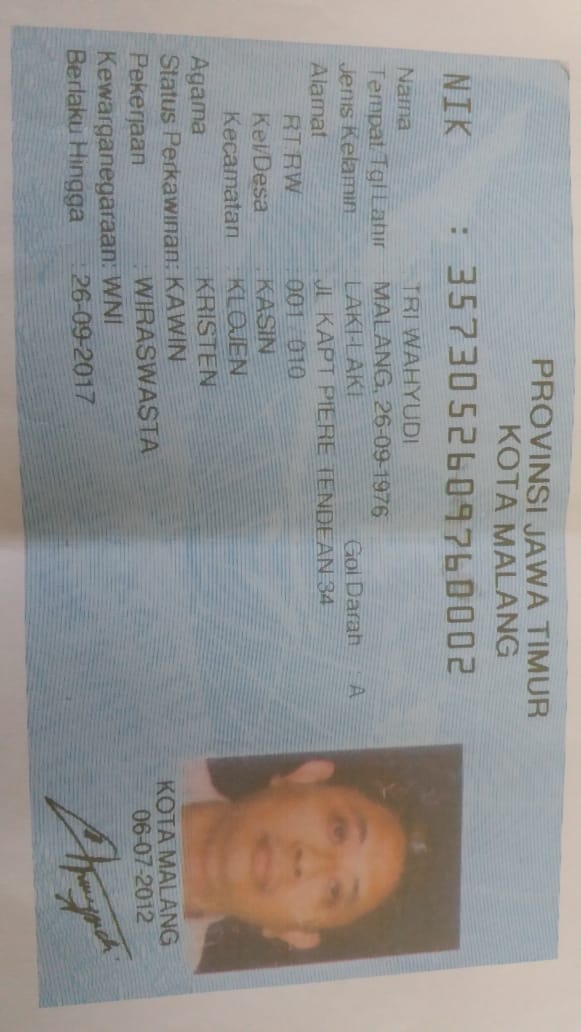 PROVINSI JAWA TIMUR
KOTA MALANG
NIK : 3573052609760002
Nama TRI WAHYUDI
Tempat/Tgl Lahir MALANG, 26-09-1976
Jenis Kelamin LAKI-LAKI Gol Darah : A
Alamat JL KAPT PIERE TENDEAN 34
RT/RW : 001 / 010
Kel/Desa : KASIN
Kecamatan : KLOJEN
Agama KRISTEN
Status Perkawinan: KAWIN
Pekerjaan : WIRASWASTA
Kewarganegaraan: WNI
Berlaku Hingga : 26-09-2017
KOTA MALANG
06-07-2012